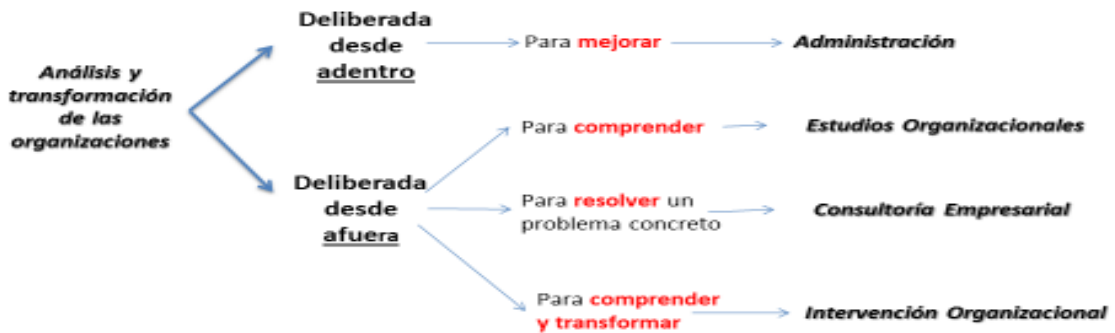 Análisis y
transformación
de las
organizaciones
Deliberada
desde
adentro
Para mejorar
Administración
Deliberada
desde
afuera
Para comprender
Estudios Organizacionales
Para resolver un
problema concreto
Consultoría Empresarial
Para comprender
y transformar
Intervención Organizacional